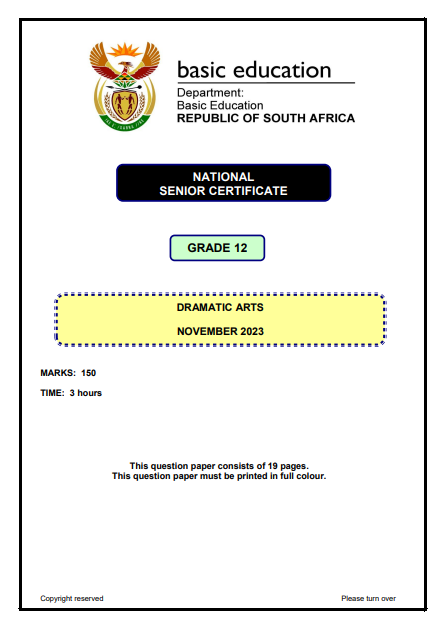 basic education
Department:
Basic Education
REPUBLIC OF SOUTH AFRICA
NATIONAL
SENIOR CERTIFICATE
GRADE 12
DRAMATIC ARTS
NOVEMBER 2023
MARKS: 150
TIME: 3 hours
This question paper consists of 19 pages.
This question paper must be printed in full colour.
Copyright reserved
Please turn over